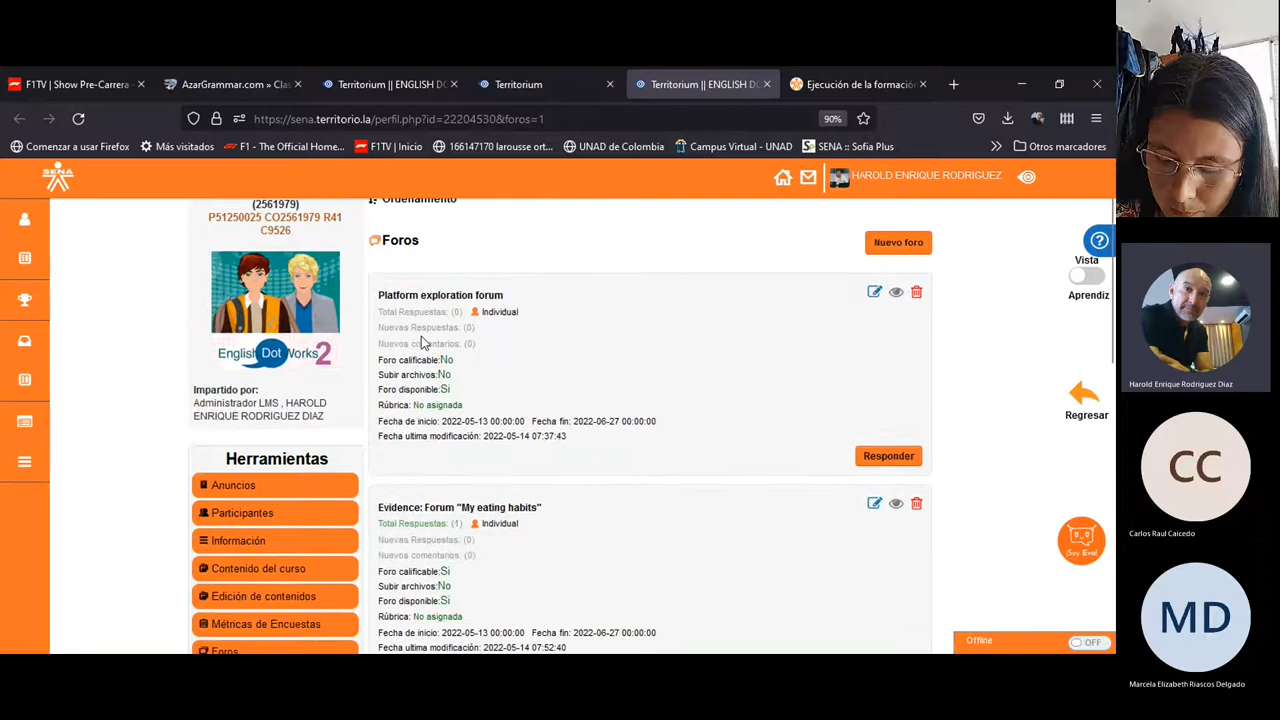 F1TV | Show Pre-Carrera
AzarGrammar.com » Clas
Territorium || ENGLISH DO
Territorium
Territorium || ENGLISH DO
Ejecución de la formación
https://sena.territorio.la/perfil.php?id=22204530&foros=1
90%
Comenzar a usar Firefox
Más visitados
F1 - The Official Home...
F1TV | Inicio
166147170 larousse ort...
UNAD de Colombia
Campus Virtual - UNAD
SENA :: Sofia Plus
Otros marcadores
SENA
HAROLD ENRIQUE RODRIGUEZ
(2561979)
P51250025 CO2561979 R41
C9526
English Dot Works 2
Impartido por:
Administrador LMS , HAROLD
ENRIQUE RODRIGUEZ DIAZ
Herramientas
Anuncios
Participantes
Información
Contenido del curso
Edición de contenidos
Métricas de Encuestas
Foros
Ordenamiento
Foros
Nuevo foro
Platform exploration forum
Total Respuestas: (0) Individual
Nuevas Respuestas: (0)
Nuevos comentarios: (0)
Foro calificable:No
Subir archivos:No
Foro disponible:Si
Rúbrica: No asignada
Fecha de inicio: 2022-05-13 00:00:00 Fecha fin: 2022-06-27 00:00:00
Fecha ultima modificación: 2022-05-14 07:37:43
Responder
Evidence: Forum "My eating habits"
Total Respuestas: (1) Individual
Nuevas Respuestas: (0)
Nuevos comentarios: (0)
Foro calificable:Si
Subir archivos:No
Foro disponible:Si
Rúbrica: No asignada
Fecha de inicio: 2022-05-13 00:00:00 Fecha fin: 2022-06-27 00:00:00
Fecha ultima modificación: 2022-05-14 07:52:40
Vista
Aprendiz
Regresar
¡Soy Eva!
Offline
OFF
Harold Enrique Rodriguez Diaz
CC
Carlos Raul Caicedo
MD
Marcela Elizabeth Riascos Delgado